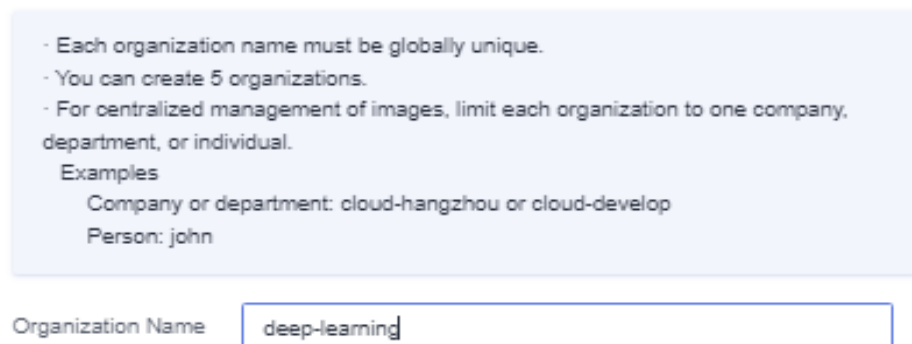 · Each organization name must be globally unique.
· You can create 5 organizations.
· For centralized management of images, limit each organization to one company,
department, or individual.
Examples
Company or department: cloud-hangzhou or cloud-develop
Person: john
Organization Name
deep-learning